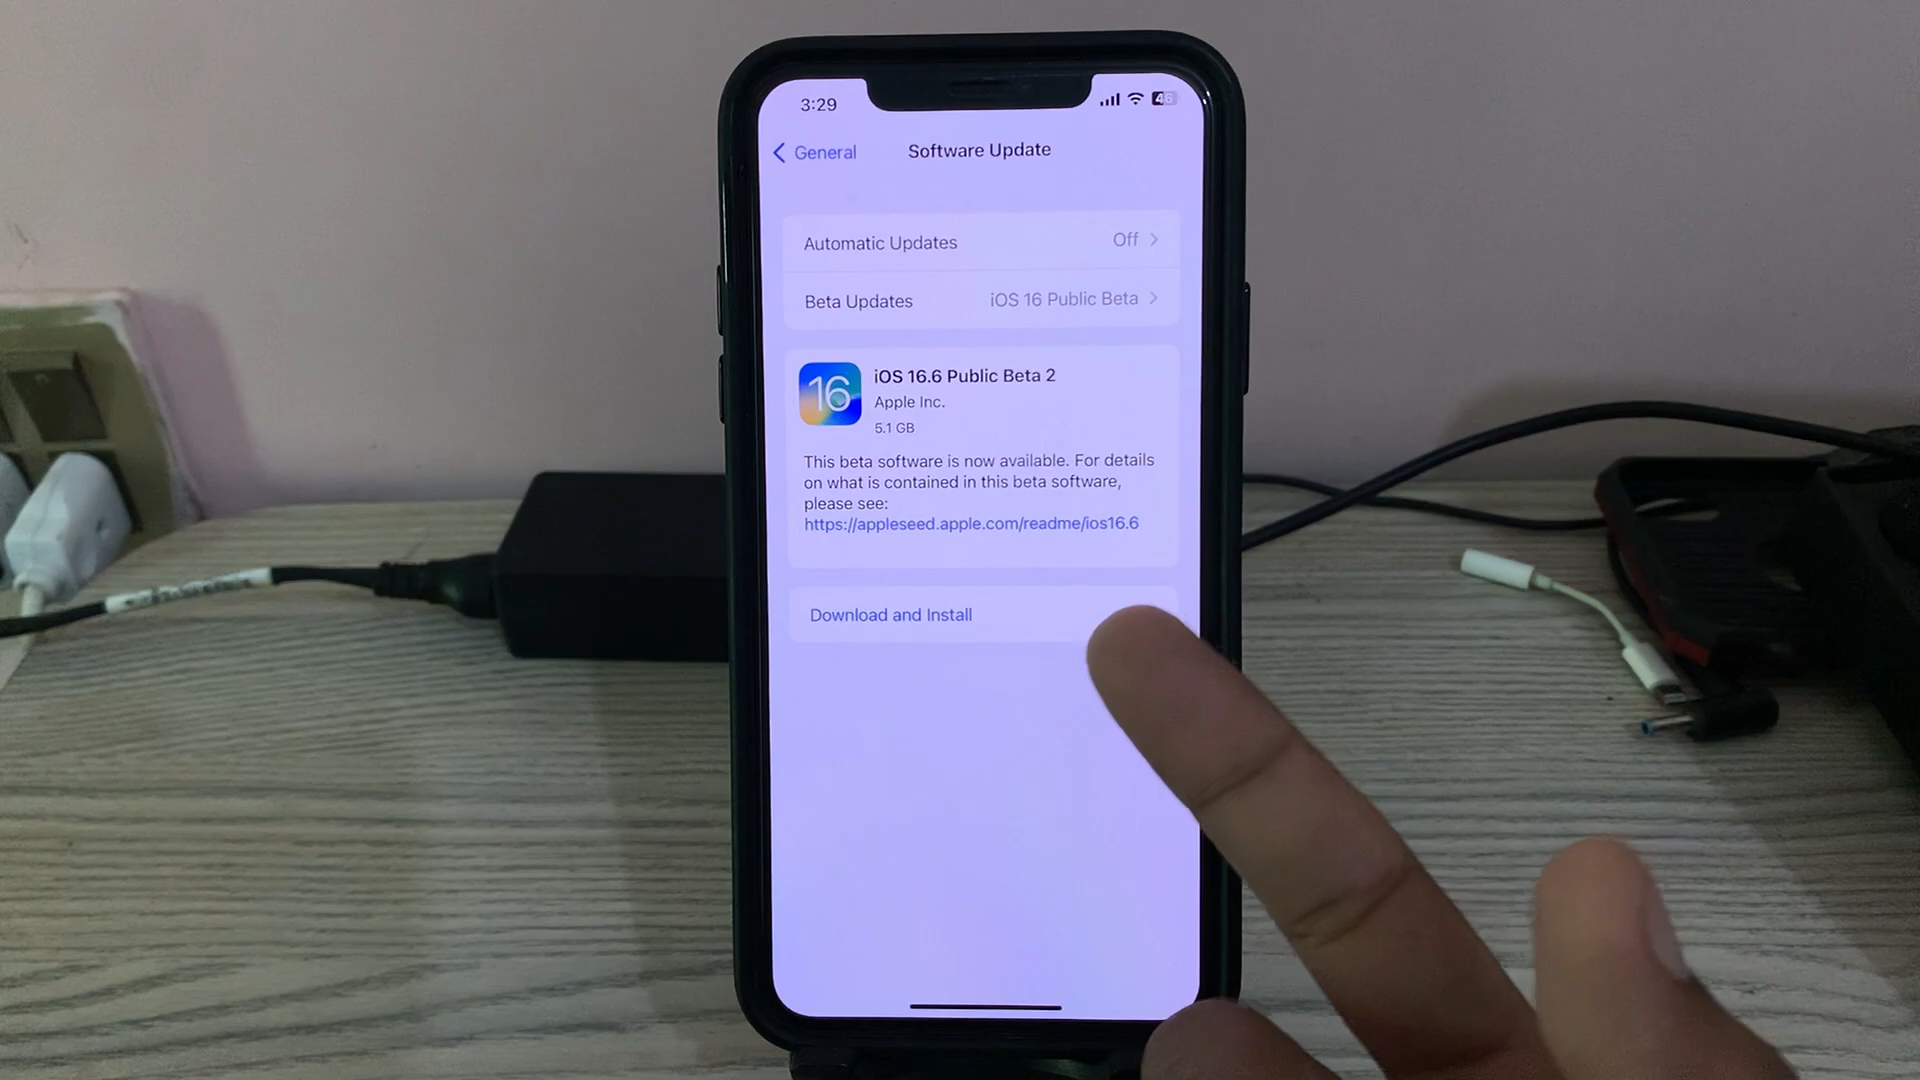 3:29
46
General
Software Update
Automatic Updates
Off
Beta Updates
iOS 16 Public Beta
16
iOS 16.6 Public Beta 2
Apple Inc.
5.1 GB
This beta software is now available. For details
on what is contained in this beta software,
please see:
https://appleseed.apple.com/readme/ios16.6
Download and Install